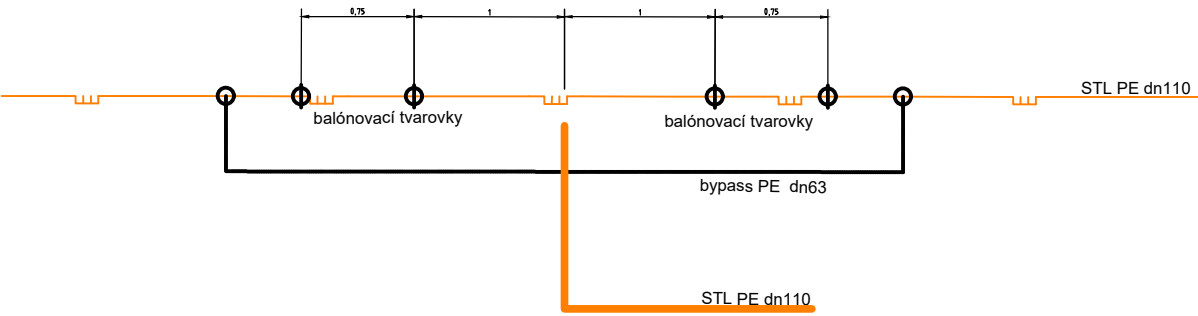 0,75 1 1 0,75
STL PE dn110
balónovací tvarovky balónovací tvarovky
bypass PE dn63
STL PE dn110